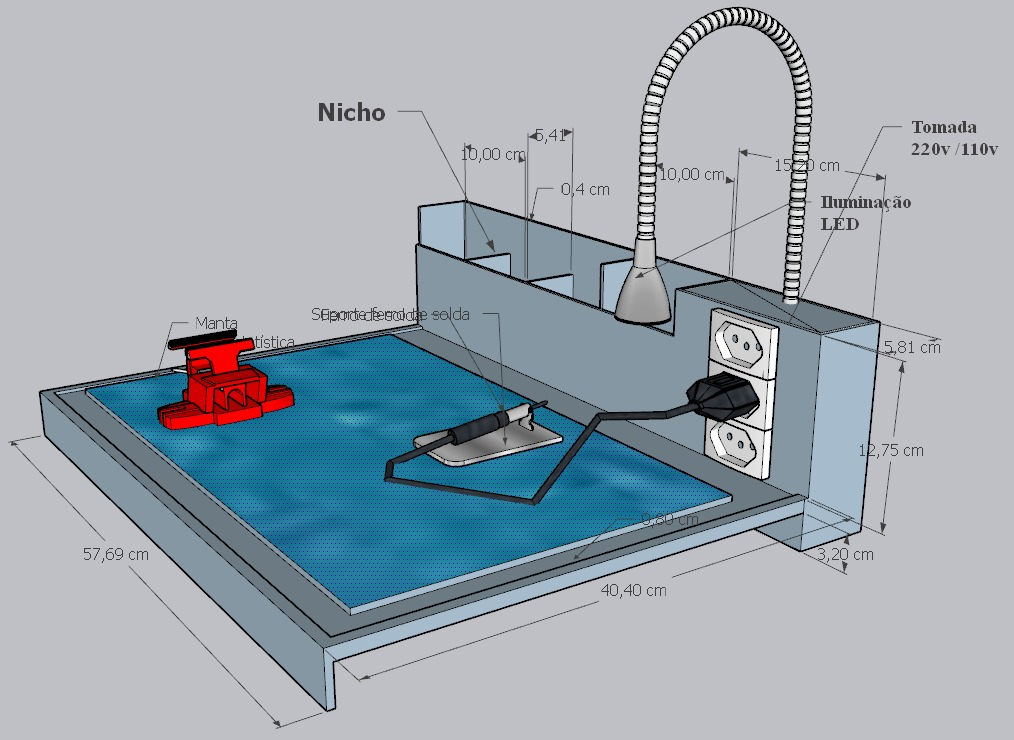 Nicho
5,41
10,00 cm
0,4 cm
10,00 cm
15,20 cm
Tomada
220v /110v
Iluminação
LED
Manta
5,81 cm
12,75 cm
0,80 cm
3,20 cm
57,69 cm
40,40 cm